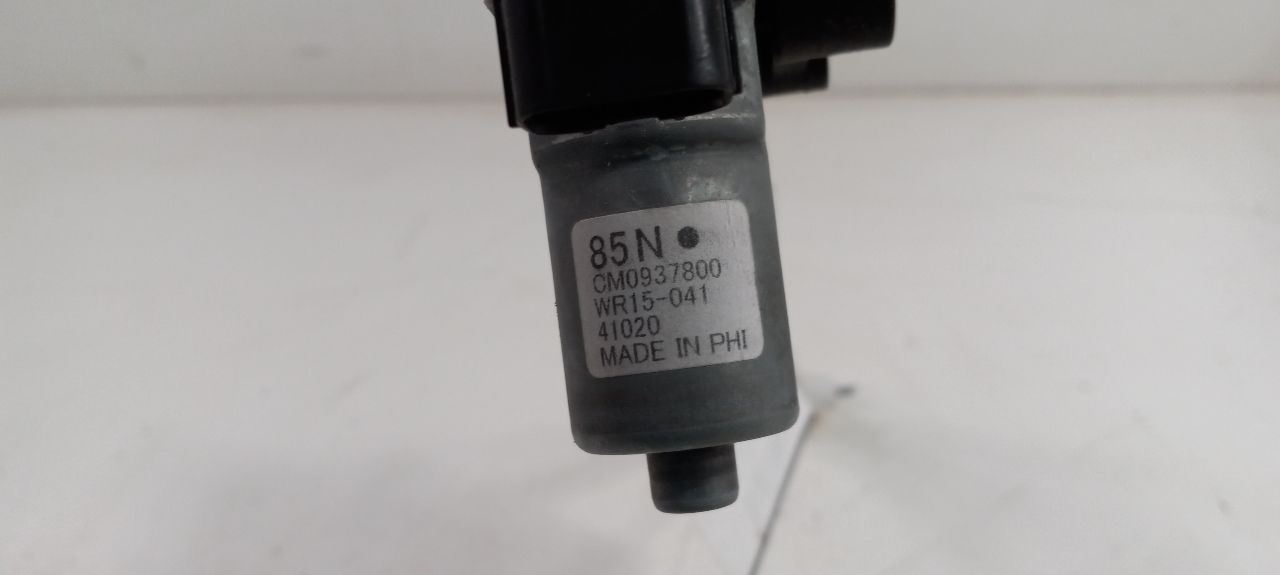 85N ●
CM0937800
WR15-041
41020
MADE IN PHI